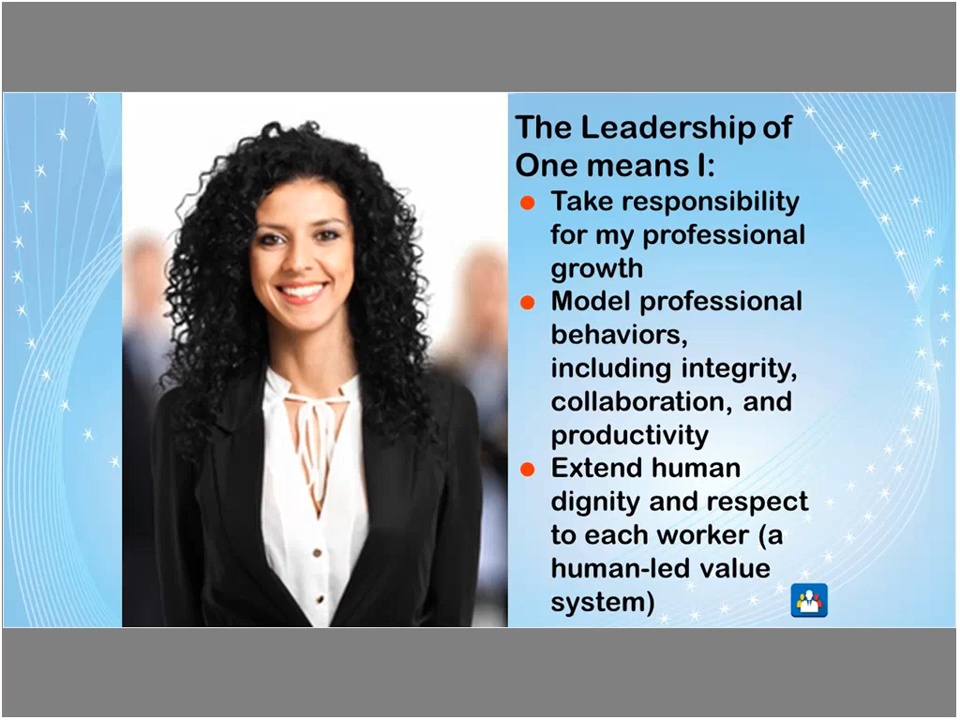 The Leadership of
One means I:
Take responsibility
for my professional
growth
Model professional
behaviors,
including integrity,
collaboration, and
productivity
Extend human
dignity and respect
to each worker (a
human-led value
system)